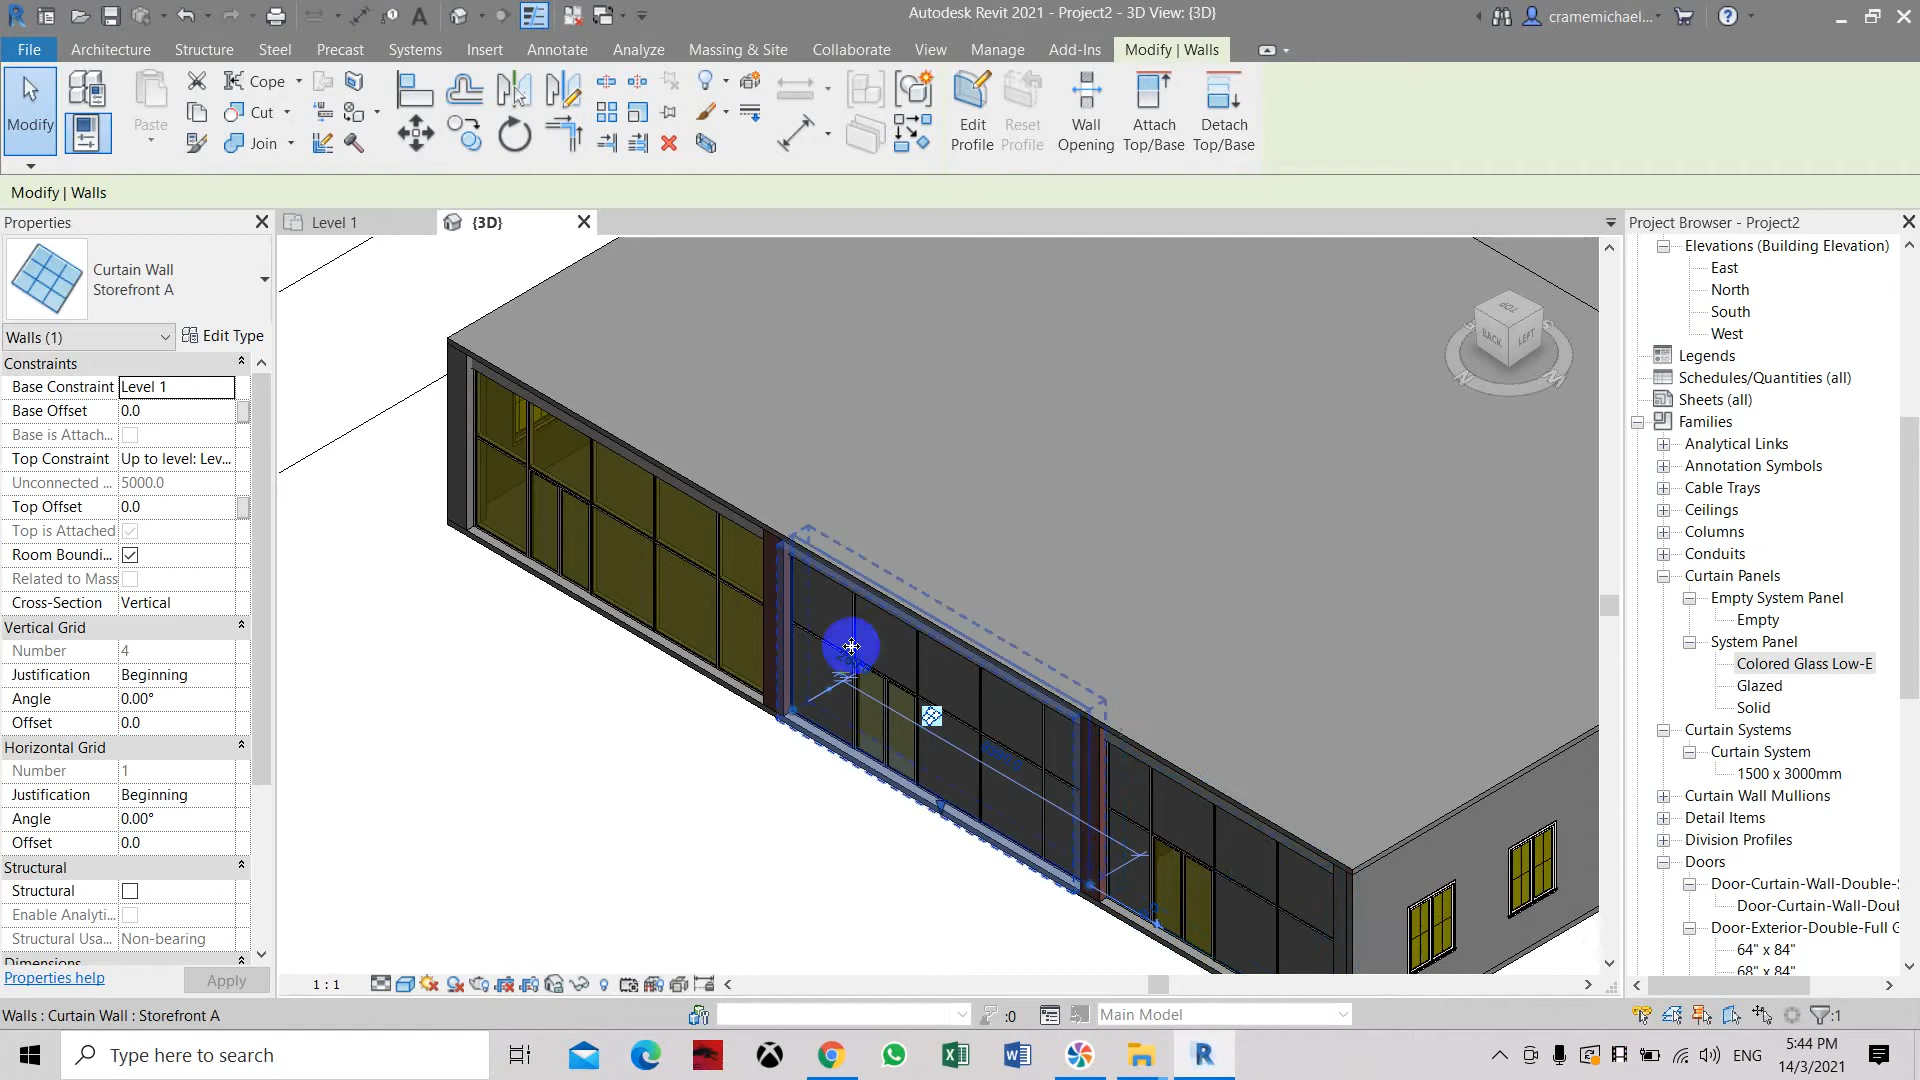 Autodesk Revit 2021 - Project2 - 3D View: {3D}
cramemichael...
File
Architecture
Structure
Steel
Precast
Systems
Insert
Annotate
Analyze
Massing & Site
Collaborate
View
Manage
Add-Ins
Modify | Walls
Modify
Paste
Cope
Cut
Join
Edit Profile
Reset Profile
Wall Opening
Attach Top/Base
Detach Top/Base
Modify | Walls
Properties
Curtain Wall
Storefront A
Walls (1)
Edit Type
Constraints
Base Constraint Level 1
Base Offset 0.0
Base is Attach...
Top Constraint Up to level: Lev...
Unconnected ... 5000.0
Top Offset 0.0
Top is Attached
Room Boundi...
Related to Mass
Cross-Section Vertical
Vertical Grid
Number 4
Justification Beginning
Angle 0.00°
Offset 0.0
Horizontal Grid
Number 1
Justification Beginning
Angle 0.00°
Offset 0.0
Structural
Structural
Enable Analyti...
Structural Usa... Non-bearing
Dimensions
Properties help
Apply
Level 1
{3D}
TOP
BACK
LEFT
1 : 1
Project Browser - Project2
Elevations (Building Elevation)
East
North
South
West
Legends
Schedules/Quantities (all)
Sheets (all)
Families
Analytical Links
Annotation Symbols
Cable Trays
Ceilings
Columns
Conduits
Curtain Panels
Empty System Panel
Empty
System Panel
Colored Glass Low-E
Glazed
Solid
Curtain Systems
Curtain System
1500 x 3000mm
Curtain Wall Mullions
Detail Items
Division Profiles
Doors
Door-Curtain-Wall-Double-
Door-Curtain-Wall-Dou
Door-Exterior-Double-Full
64" x 84"
68" x 84"
Walls : Curtain Wall : Storefront A
:0
Main Model
:1
Type here to search
ENG
5:44 PM
14/3/2021